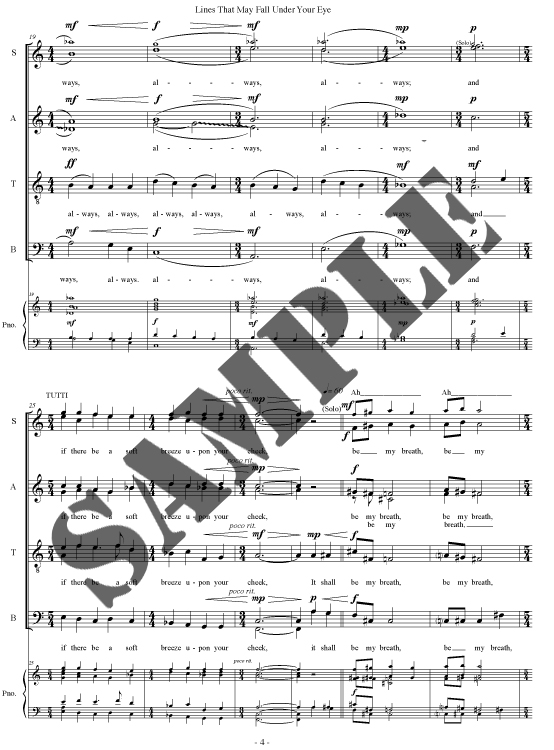 Lines That May Fall Under Your Eye
mf f mf mp p
19
S
(Solo)
ways, al - - - - ways, al - - - - ways; and
mf f mf mp p
A
ways, al - - - - ways, al - - - - ways; and
ff mf mf
T
al - ways, al - ways, al - ways, al - ways, al - - - - ways; and
mf f mf mp p
B
ways, al - ways. al - - - - ways, al - - - - ways; and
19
Pno.
mf f mf mp p
SAMPLE
25
TUTTI
poco rit.
mp
= 60
(Solo)
mf
Ah
Ah
S
f
if there be a soft breeze u - pon your cheek, be my breath, be my
poco rit.
mp
f
A
if there be a soft breeze u - pon your cheek, be my breath, be my breath,
be my breath,
poco rit.
mp mp f
T
if there be a soft breeze u - pon your cheek, It shall be my breath, be my breath,
poco rit.
mp p f
B
if there be a soft breeze u - pon your cheek, It shall be my breath, be my breath,
25
poco rit.
Pno.
mp
f
- 4 -